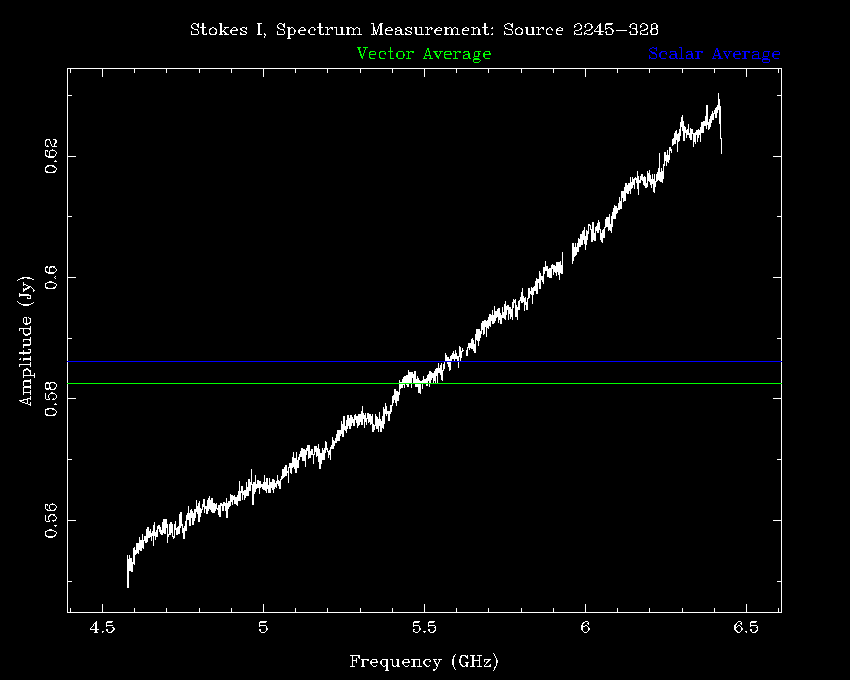 Stokes I, Spectrum Measurement: Source 2245−328
Vector Average Scalar Average
0.62
0.6
0.58
0.56
Amplitude (Jy)
4.5 5 5.5 6 6.5
Frequency (GHz)